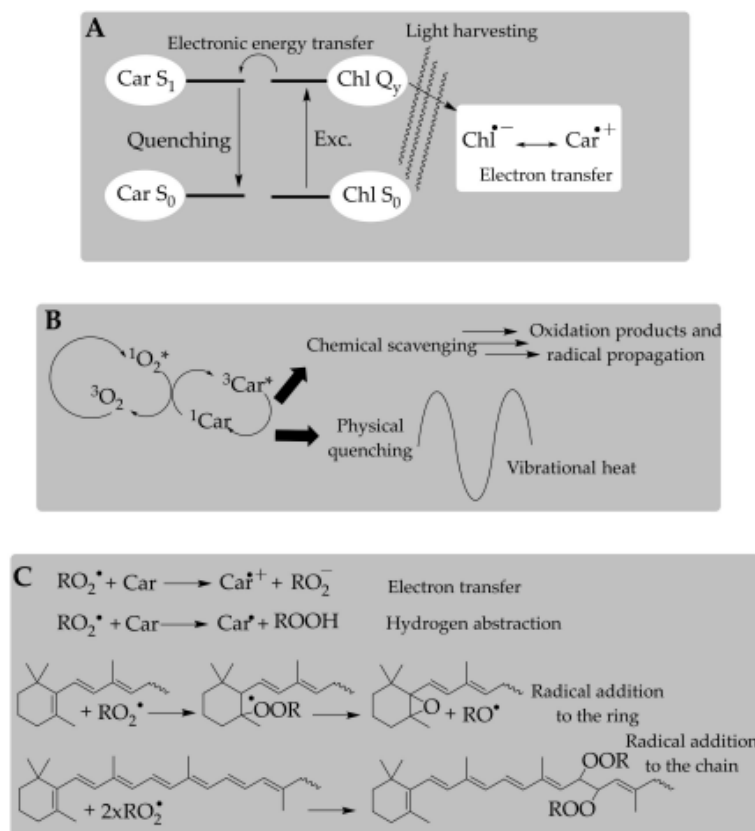 A
Electronic energy transfer
Light harvesting
Car S₁
Chl Q_y
Quenching
Exc.
Chl•− ↔ Car•+
Electron transfer
Car S₀
Chl S₀
B
¹O₂*
³O₂
³Car*
¹Car
Chemical scavenging
Oxidation products and
radical propagation
Physical
quenching
Vibrational heat
C
RO₂• + Car → Car•+ + RO₂−
Electron transfer
RO₂• + Car → Car• + ROOH
Hydrogen abstraction
+ RO₂•
•OOR
O
+ RO•
Radical addition
to the ring
Radical addition
to the chain
+ 2xRO₂•
OOR
ROO